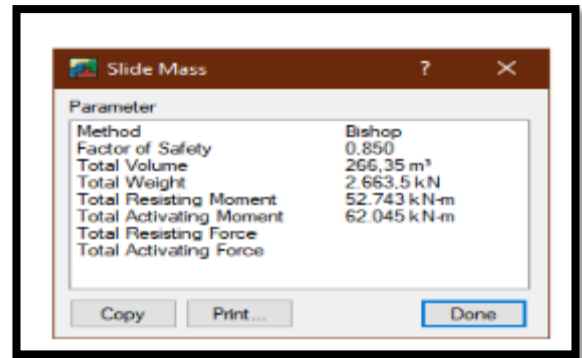 Slide Mass ? ×
Parameter
Method Bishop
Factor of Safety 0.850
Total Volume 266,35 m³
Total Weight 2.663,5 kN
Total Resisting Moment 52.743 kN-m
Total Activating Moment 62.045 kN-m
Total Resisting Force
Total Activating Force
Copy Print... Done